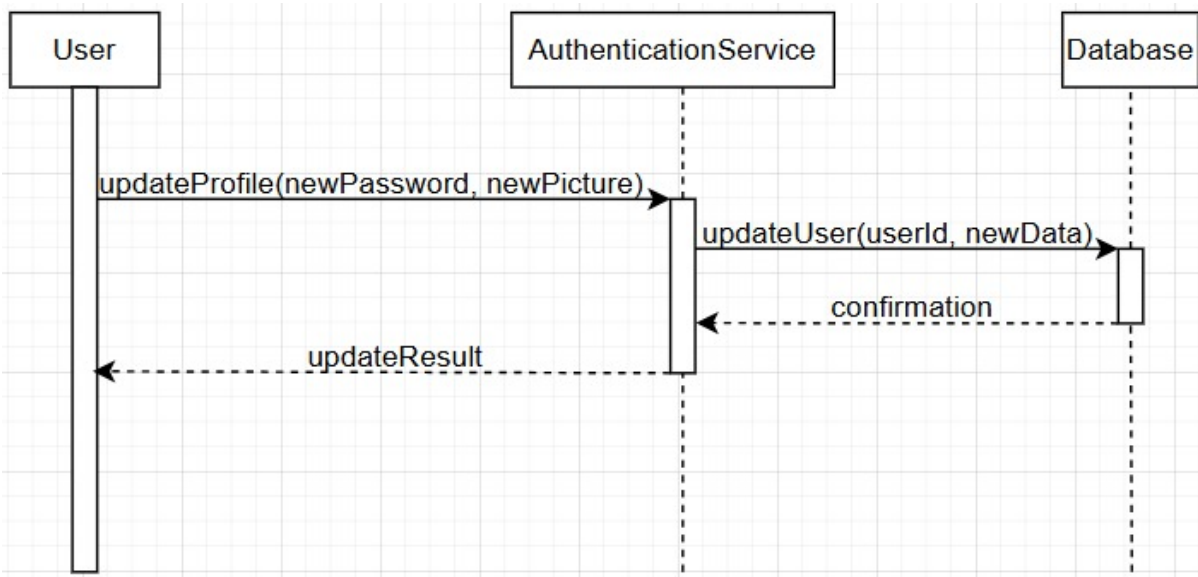 User
AuthenticationService
Database
updateProfile(newPassword, newPicture)
updateUser(userId, newData)
confirmation
updateResult